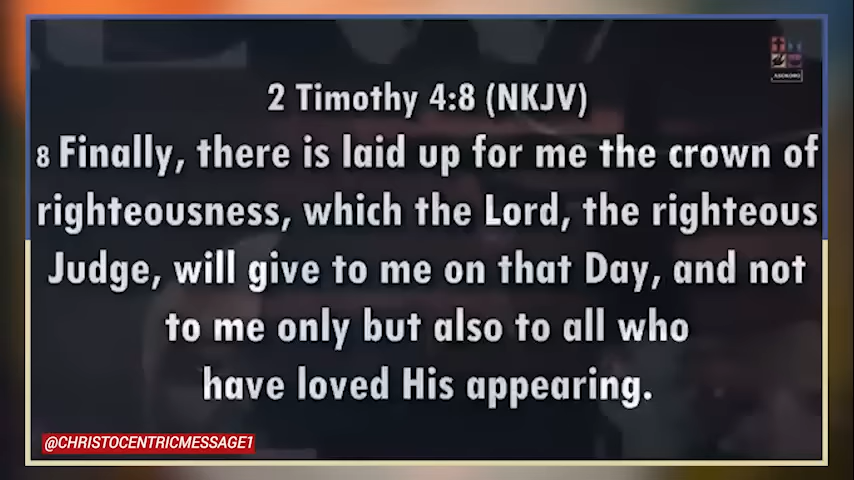 2 Timothy 4:8 (NKJV)
8 Finally, there is laid up for me the crown of
righteousness, which the Lord, the righteous
Judge, will give to me on that Day, and not
to me only but also to all who
have loved His appearing.
@CHRISTOCENTRICMESSAGE1
ASOKORO